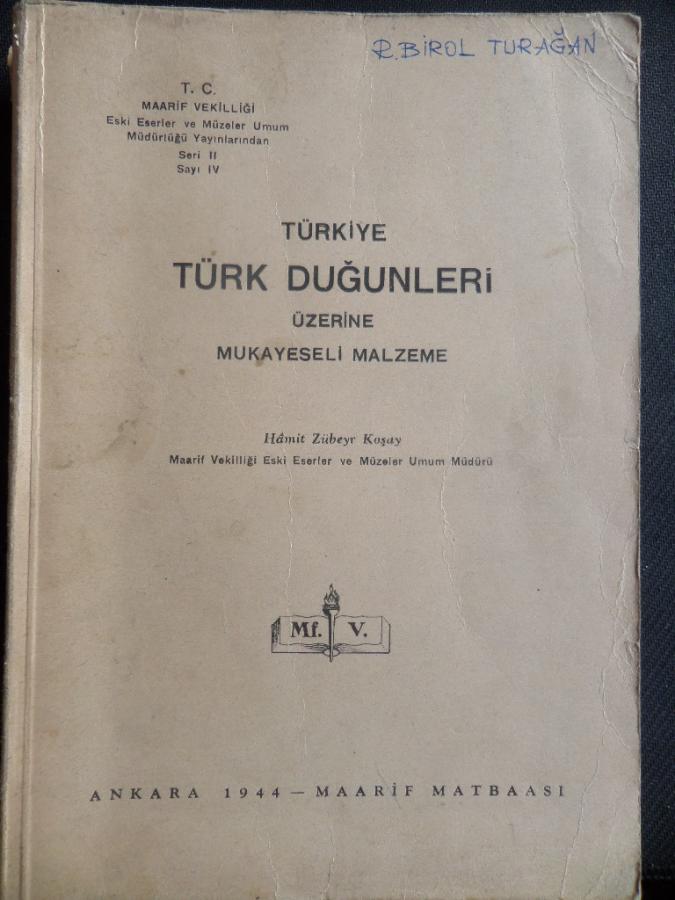 R. BİROL TURAĞAN
T. C.
MAARİF VEKİLLİĞİ
Eski Eserler ve Müzeler Umum
Müdürlüğü Yayınlarından
Seri II
Sayı IV
TÜRKİYE
TÜRK DUĞUNLERİ
ÜZERİNE
MUKAYESELİ MALZEME
Hâmit Zübeyr Koşay
Maarif Vekilliği Eski Eserler ve Müzeler Umum Müdürü
Mf. V.
ANKARA 1944 — MAARİF MATBAASI